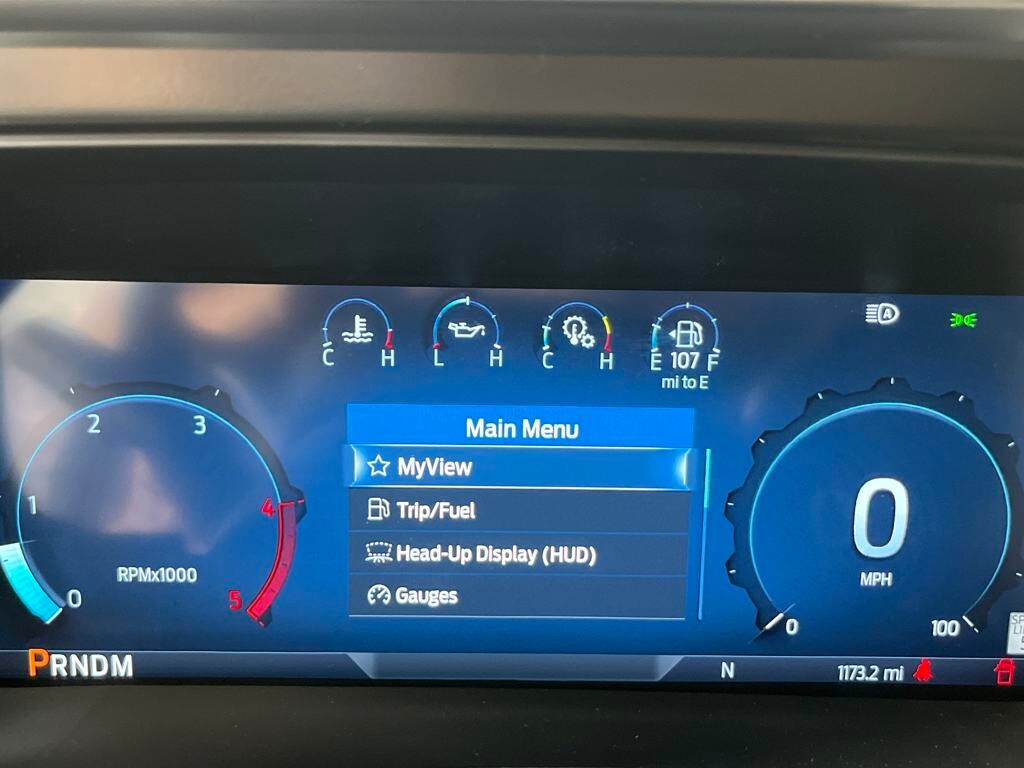 C H
L H
C H
E 107 F
mi to E
A
Main Menu
MyView
Trip/Fuel
Head-Up Display (HUD)
Gauges
0
1
2
3
4
5
RPMx1000
0
MPH
0
100
PRNDM
N
1173.2 mi